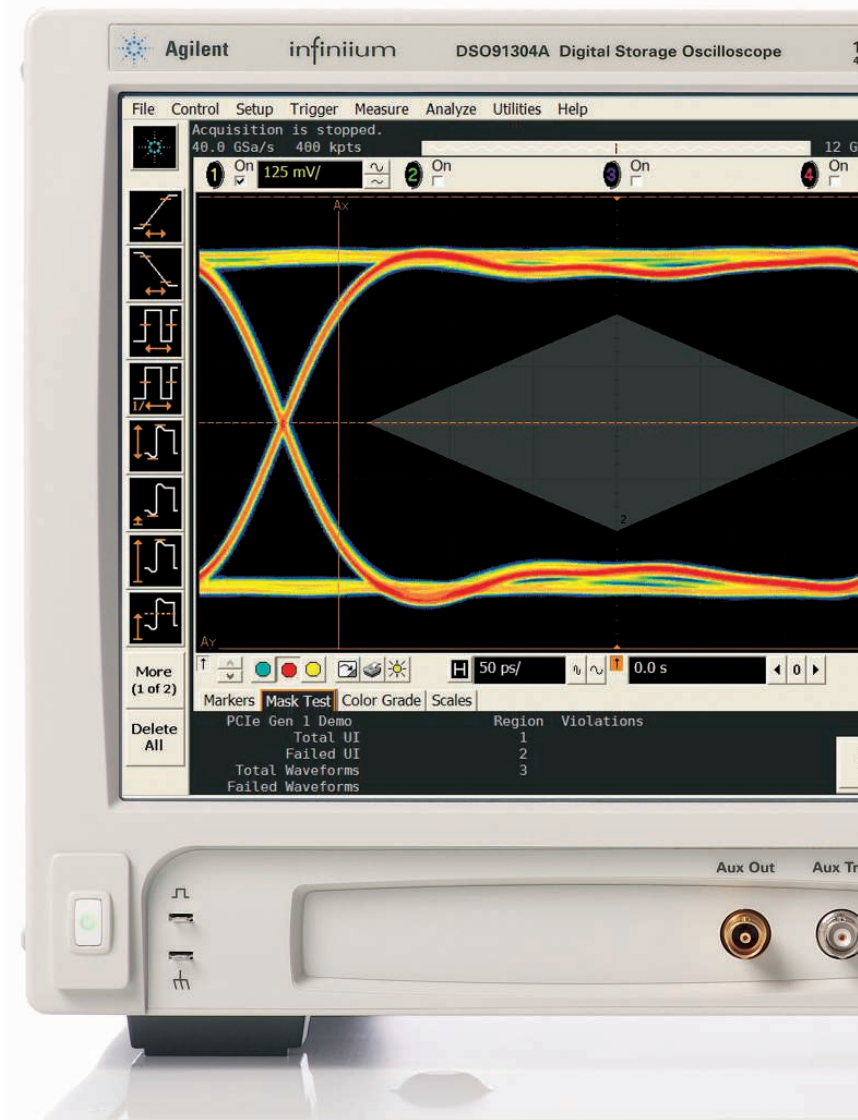 Agilent infiniium DSO91304A Digital Storage Oscilloscope
File Control Setup Trigger Measure Analyze Utilities Help
Acquisition is stopped.
40.0 GSa/s 400 kpts 12 G
1 On 125 mV/ 2 On 3 On 4 On
Ax
2
Ay
1/
More
(1 of 2)
Delete
All
H 50 ps/ 0.0 s 0
Markers Mask Test Color Grade Scales
PCIe Gen 1 Demo Region Violations
Total UI 1
Failed UI 2
Total Waveforms 3
Failed Waveforms
Aux Out Aux Tr